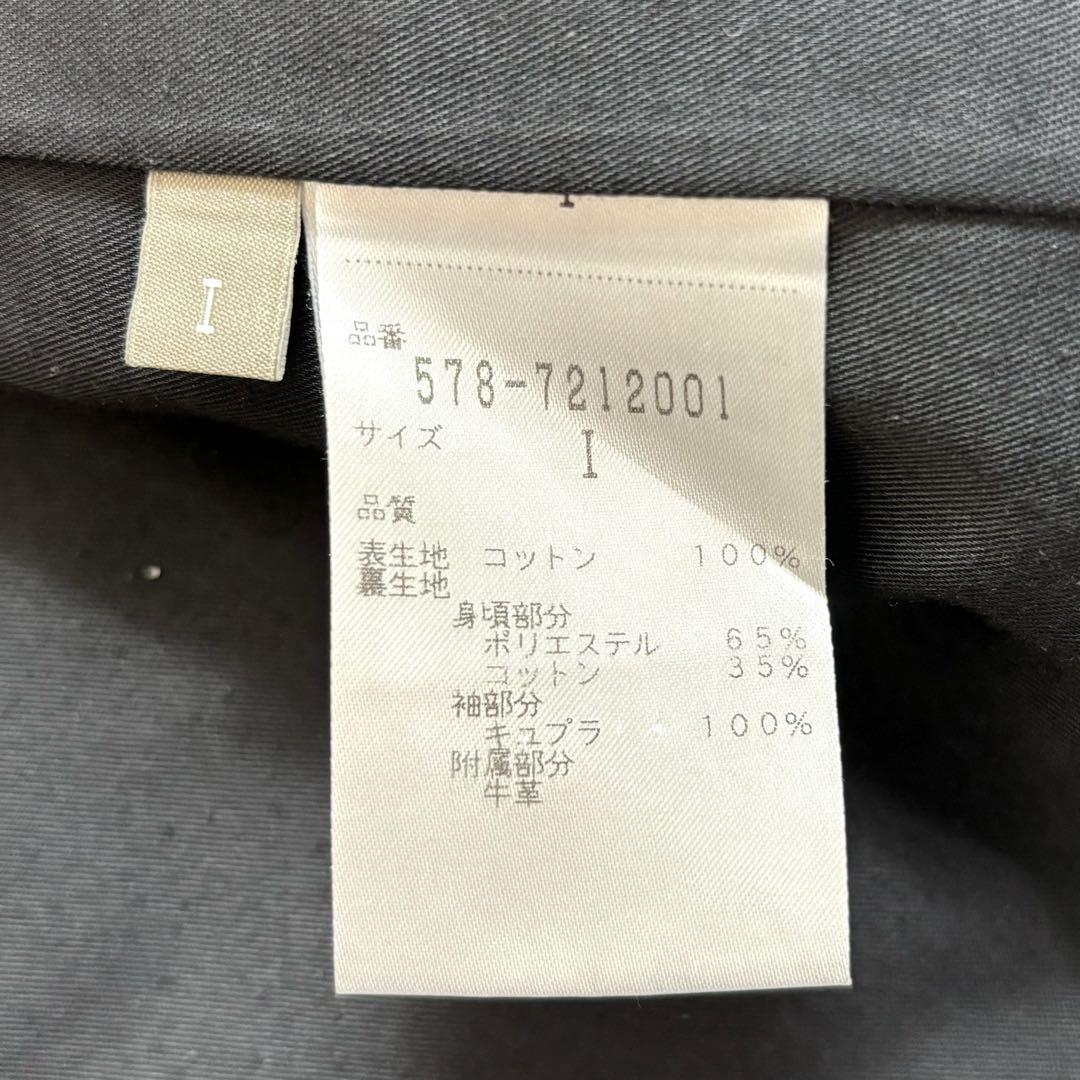 I
品番
578-7212001
サイズ I
品質
表生地 コットン 100%
裏生地
身頃部分
ポリエステル 65%
コットン 35%
袖部分
キュプラ 100%
附属部分
牛革